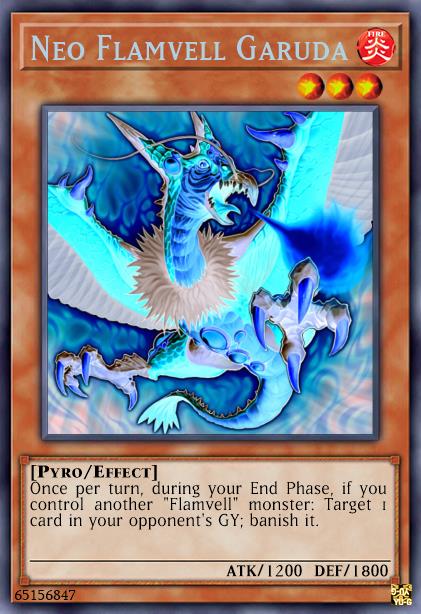 Neo Flamvell Garuda
FIRE
炎
[Pyro/Effect]
Once per turn, during your End Phase, if you
control another "Flamvell" monster: Target 1
card in your opponent's GY; banish it.
ATK/1200 DEF/1800
65156847